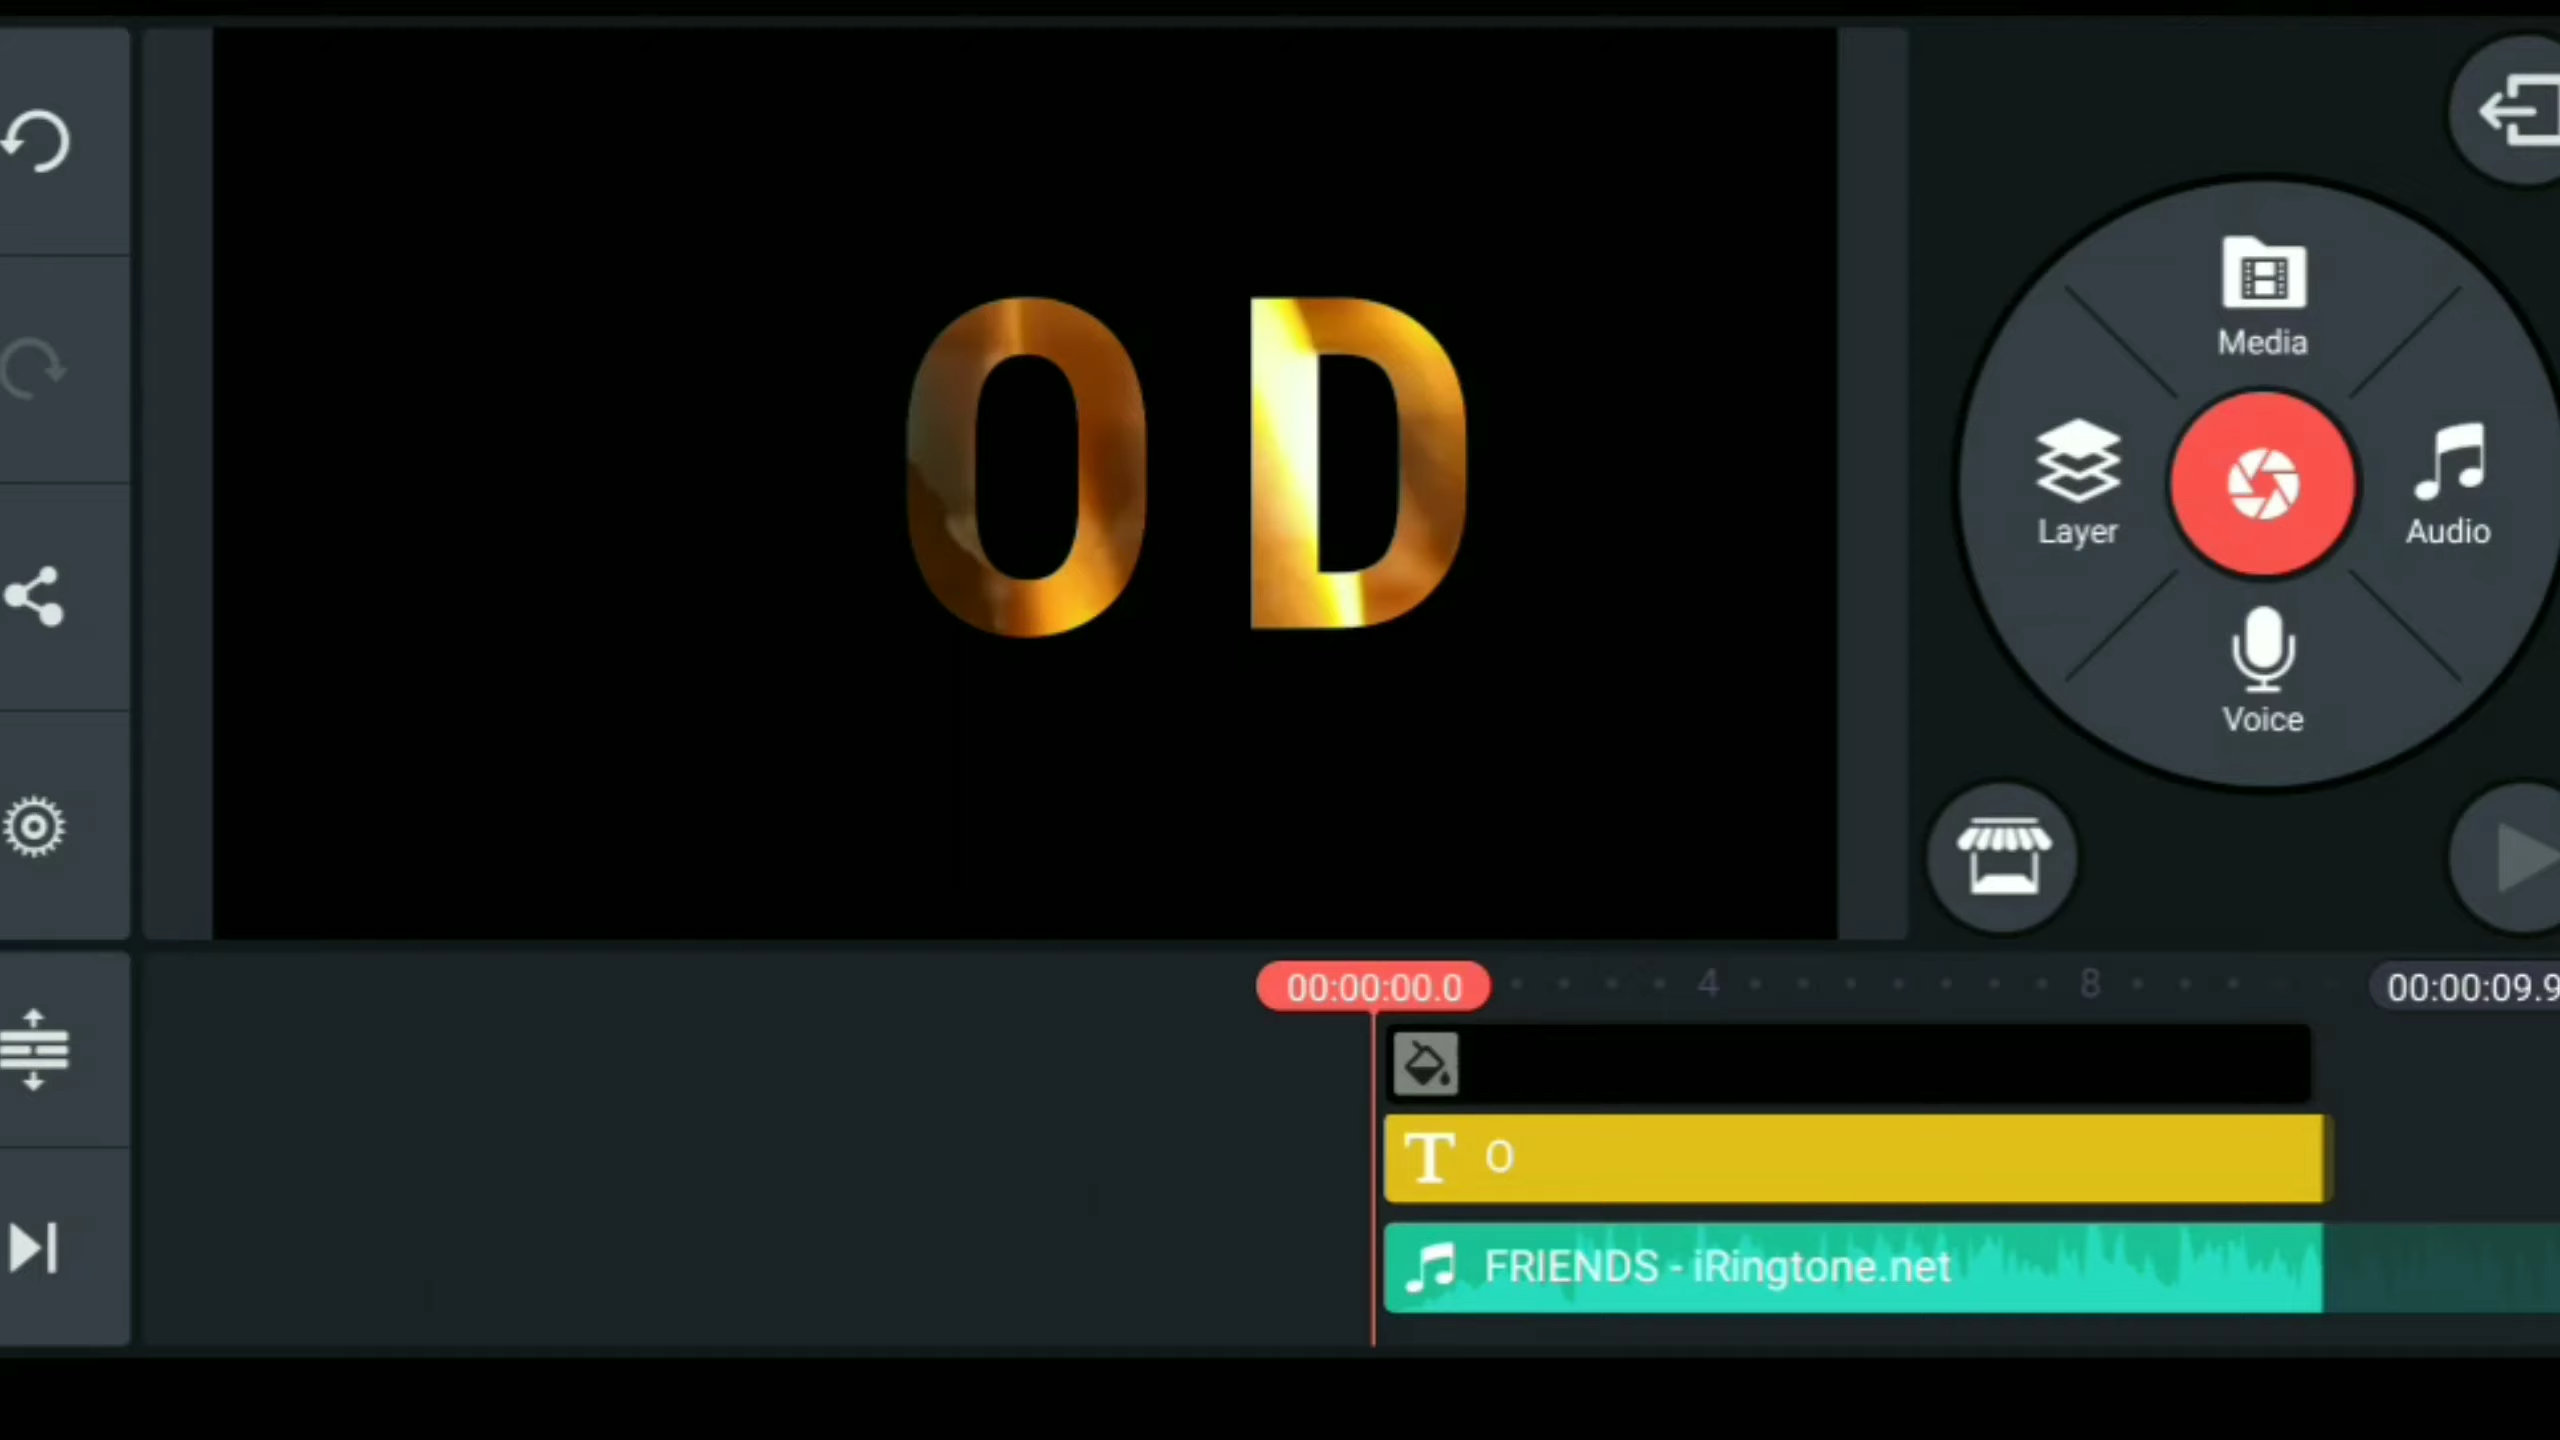 O D
Media
Layer
Audio
Voice
00:00:00.0
4
8
00:00:09.9
T O
FRIENDS - iRingtone.net